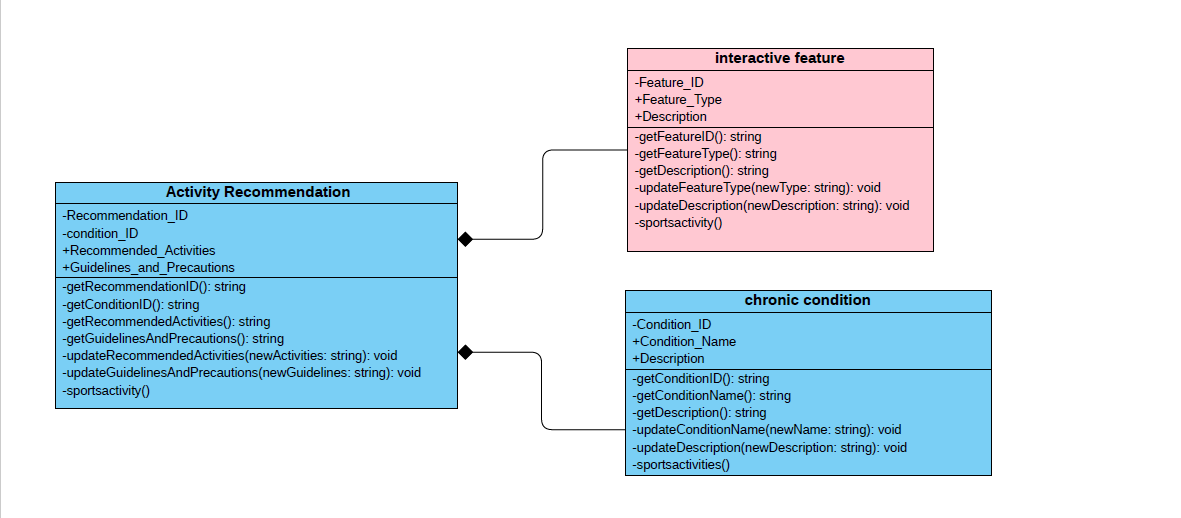 interactive feature
-Feature_ID
+Feature_Type
+Description
-getFeatureID(): string
-getFeatureType(): string
-getDescription(): string
-updateFeatureType(newType: string): void
-updateDescription(newDescription: string): void
-sportsactivity()
Activity Recommendation
-Recommendation_ID
-condition_ID
+Recommended_Activities
+Guidelines_and_Precautions
-getRecommendationID(): string
-getConditionID(): string
-getRecommendedActivities(): string
-getGuidelinesAndPrecautions(): string
-updateRecommendedActivities(newActivities: string): void
-updateGuidelinesAndPrecautions(newGuidelines: string): void
-sportsactivity()
chronic condition
-Condition_ID
+Condition_Name
+Description
-getConditionID(): string
-getConditionName(): string
-getDescription(): string
-updateConditionName(newName: string): void
-updateDescription(newDescription: string): void
-sportsactivities()